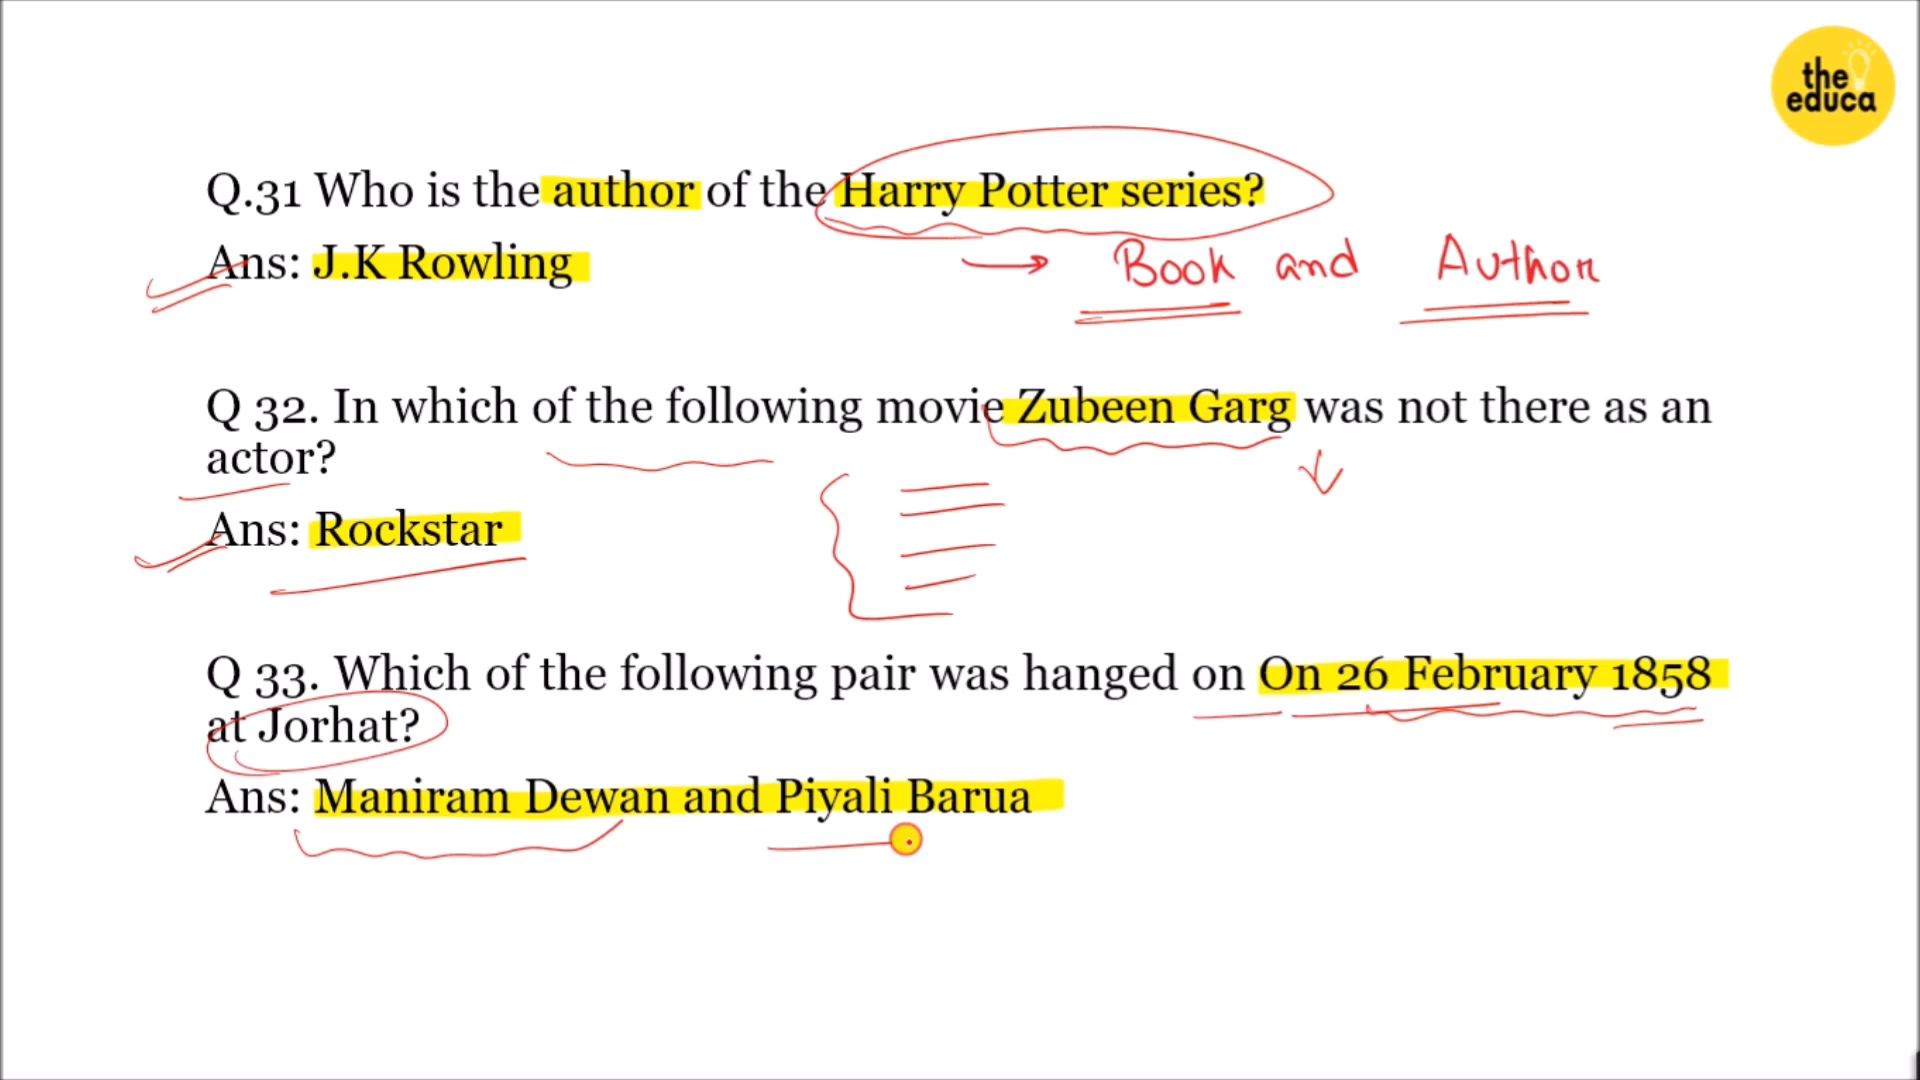 the
educa
Q.31 Who is the author of the Harry Potter series?
Ans: J.K Rowling
Book and Author
Q 32. In which of the following movie Zubeen Garg was not there as an
actor?
Ans: Rockstar
Q 33. Which of the following pair was hanged on On 26 February 1858
at Jorhat?
Ans: Maniram Dewan and Piyali Barua